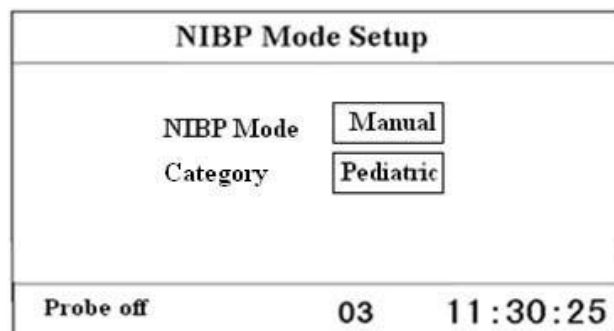 NIBP Mode Setup
NIBP Mode Manual
Category Pediatric
Probe off 03 11:30:25